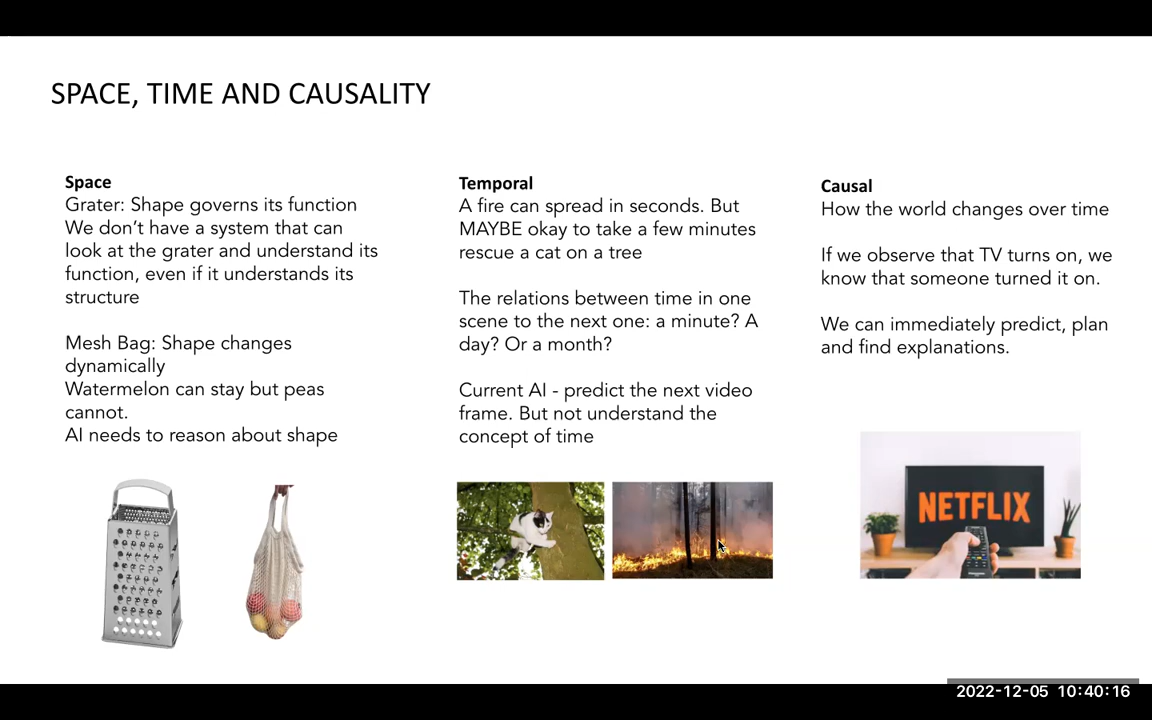 SPACE, TIME AND CAUSALITY
Space
Grater: Shape governs its function
We don't have a system that can
look at the grater and understand its
function, even if it understands its
structure
Mesh Bag: Shape changes
dynamically
Watermelon can stay but peas
cannot.
AI needs to reason about shape
Temporal
A fire can spread in seconds. But
MAYBE okay to take a few minutes
rescue a cat on a tree
The relations between time in one
scene to the next one: a minute? A
day? Or a month?
Current AI - predict the next video
frame. But not understand the
concept of time
Causal
How the world changes over time
If we observe that TV turns on, we
know that someone turned it on.
We can immediately predict, plan
and find explanations.
NETFLIX
2022-12-05 10:40:16